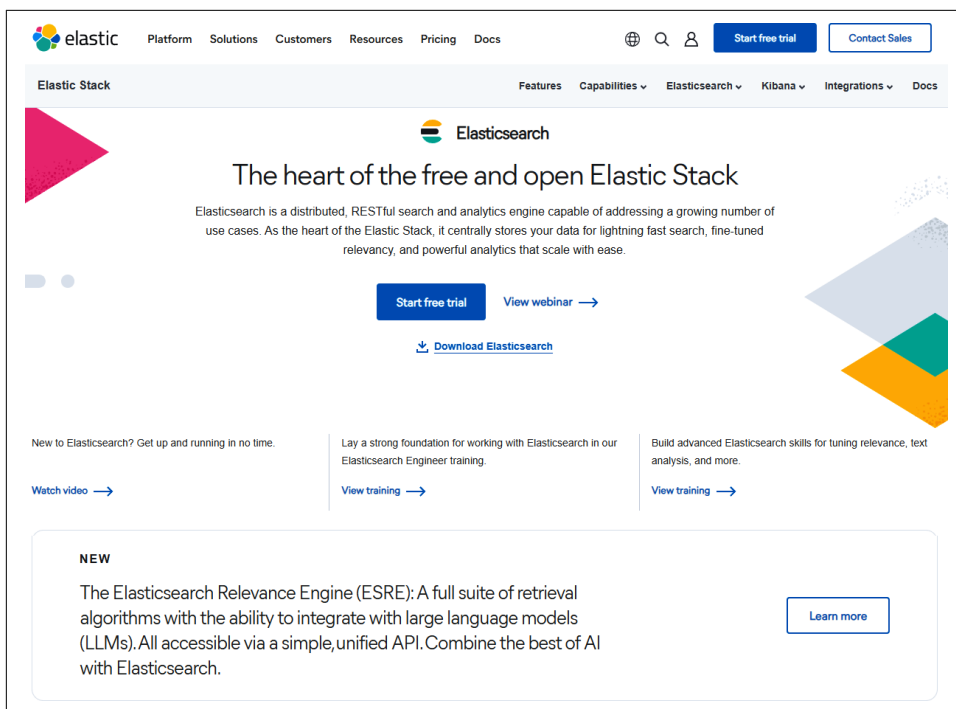 elastic Platform Solutions Customers Resources Pricing Docs Start free trial Contact Sales
Elastic Stack Features Capabilities Elasticsearch Kibana Integrations Docs
Elasticsearch
The heart of the free and open Elastic Stack
Elasticsearch is a distributed, RESTful search and analytics engine capable of addressing a growing number of
use cases. As the heart of the Elastic Stack, it centrally stores your data for lightning fast search, fine-tuned
relevancy, and powerful analytics that scale with ease.
Start free trial View webinar
Download Elasticsearch
New to Elasticsearch? Get up and running in no time.
Watch video
Lay a strong foundation for working with Elasticsearch in our
Elasticsearch Engineer training.
View training
Build advanced Elasticsearch skills for tuning relevance, text
analysis, and more.
View training
NEW
The Elasticsearch Relevance Engine (ESRE): A full suite of retrieval
algorithms with the ability to integrate with large language models
(LLMs). All accessible via a simple, unified API. Combine the best of AI
with Elasticsearch.
Learn more